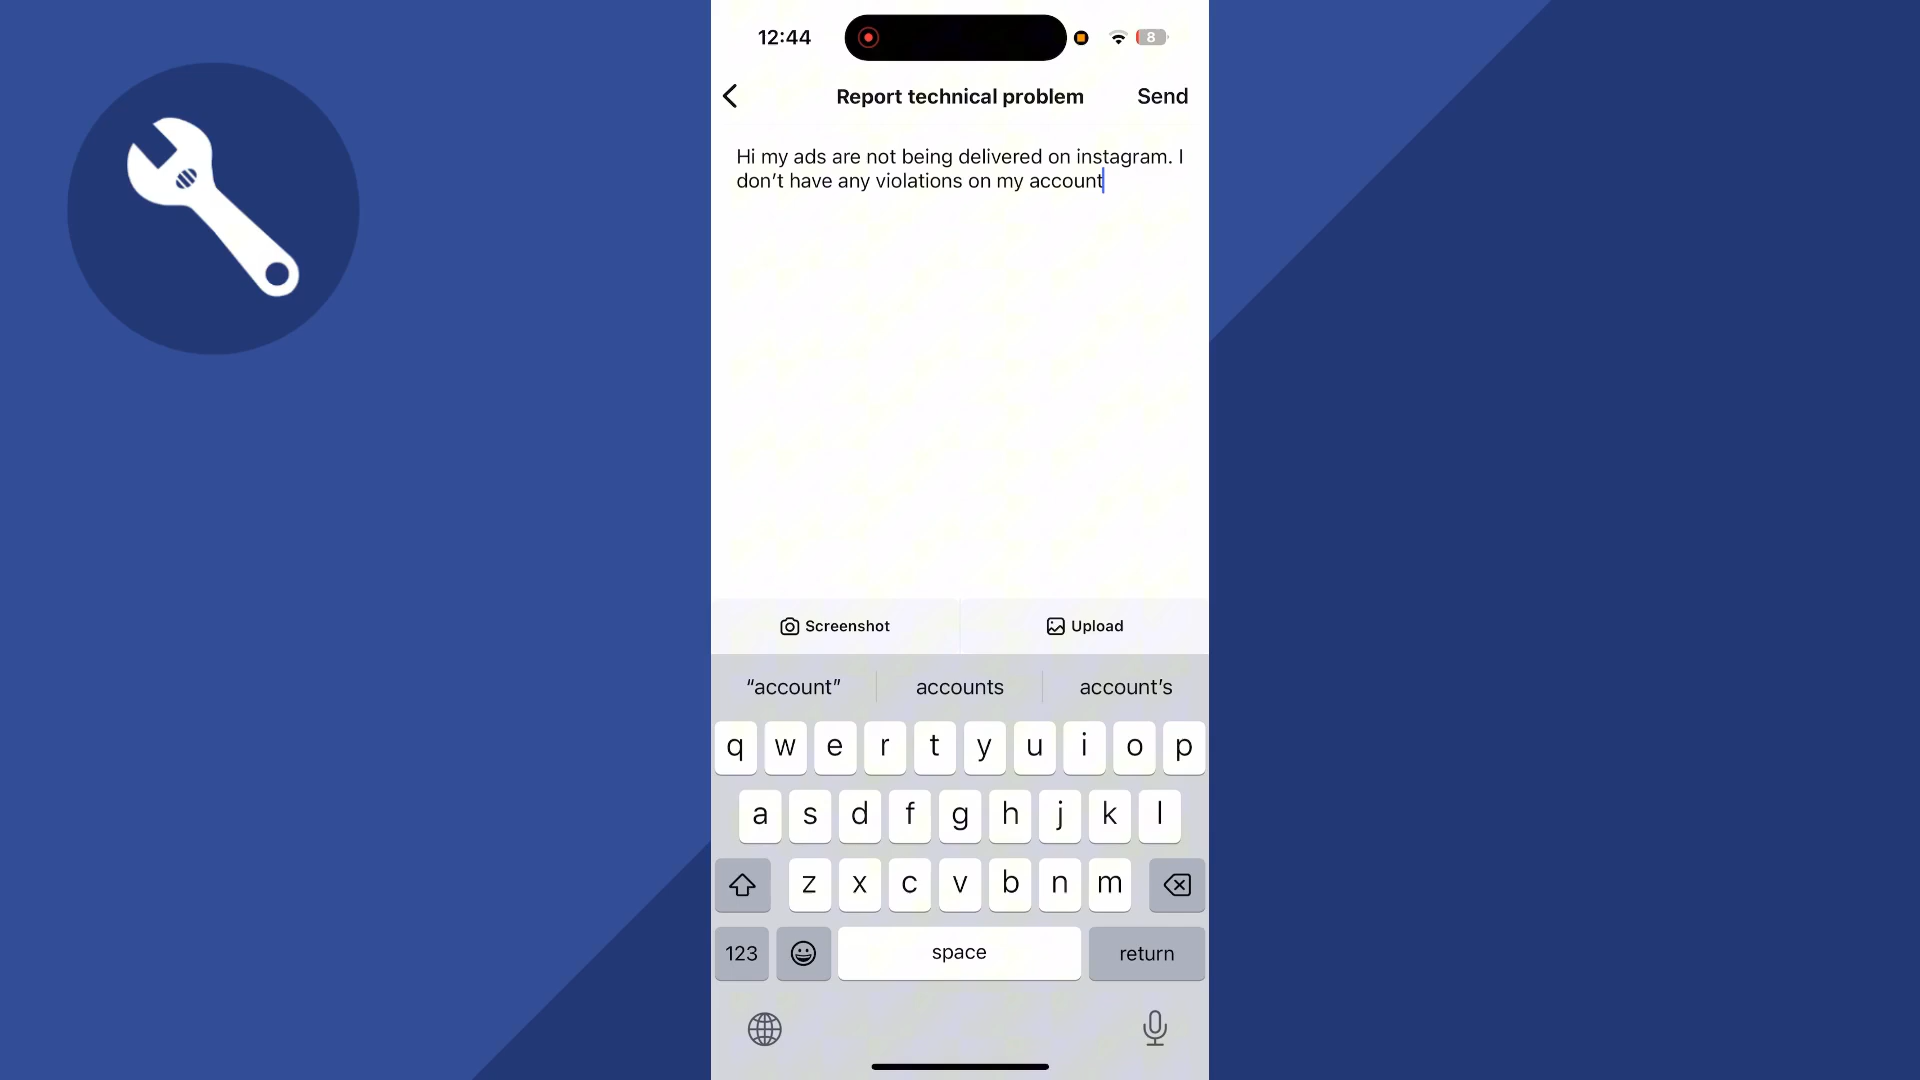 12:44
8
Report technical problem
Send
Hi my ads are not being delivered on instagram. I
don’t have any violations on my account
Screenshot
Upload
“account”
accounts
account’s
q w e r t y u i o p
a s d f g h j k l
z x c v b n m
123
space
return